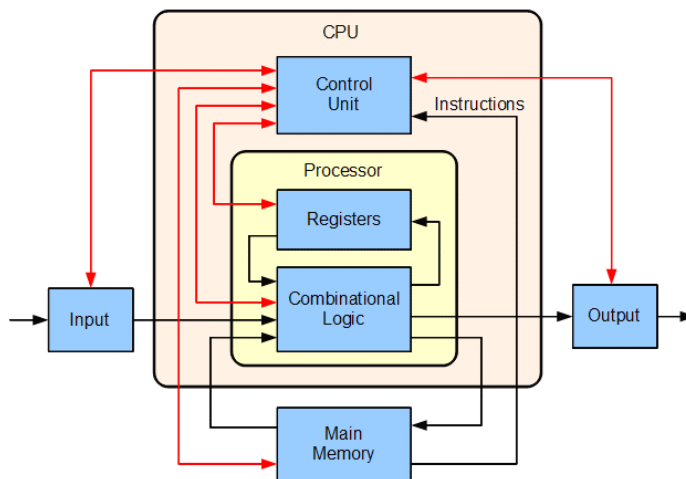 CPU
Control
Unit
Instructions
Processor
Registers
Combinational
Logic
Input
Output
Main
Memory